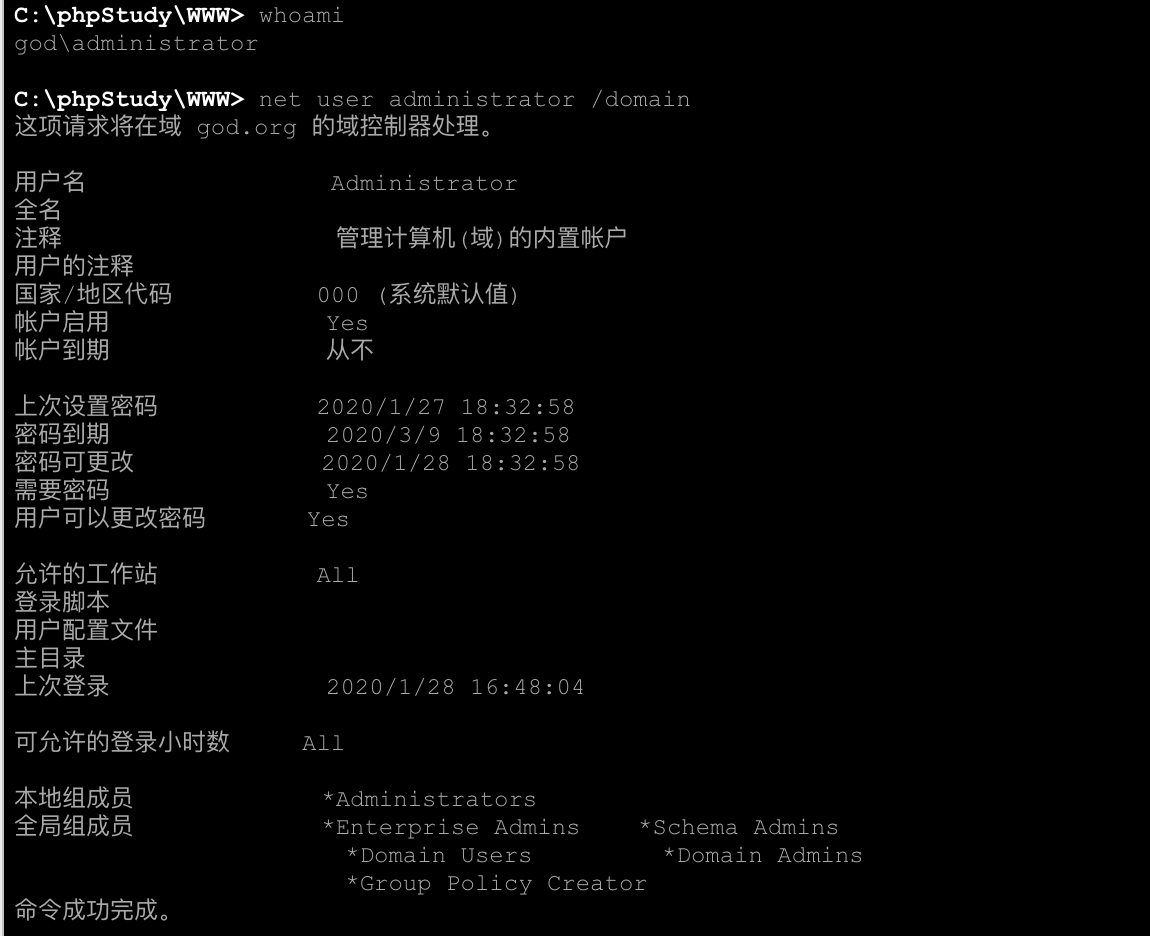 C:\phpStudy\WWW> whoami
god\administrator
C:\phpStudy\WWW> net user administrator /domain
这项请求将在域 god.org 的域控制器处理。
用户名 Administrator
全名
注释 管理计算机(域)的内置帐户
用户的注释
国家/地区代码 000 (系统默认值)
帐户启用 Yes
帐户到期 从不
上次设置密码 2020/1/27 18:32:58
密码到期 2020/3/9 18:32:58
密码可更改 2020/1/28 18:32:58
需要密码 Yes
用户可以更改密码 Yes
允许的工作站 All
登录脚本
用户配置文件
主目录
上次登录 2020/1/28 16:48:04
可允许的登录小时数 All
本地组成员 *Administrators
全局组成员 *Enterprise Admins *Schema Admins
*Domain Users *Domain Admins
*Group Policy Creator
命令成功完成。